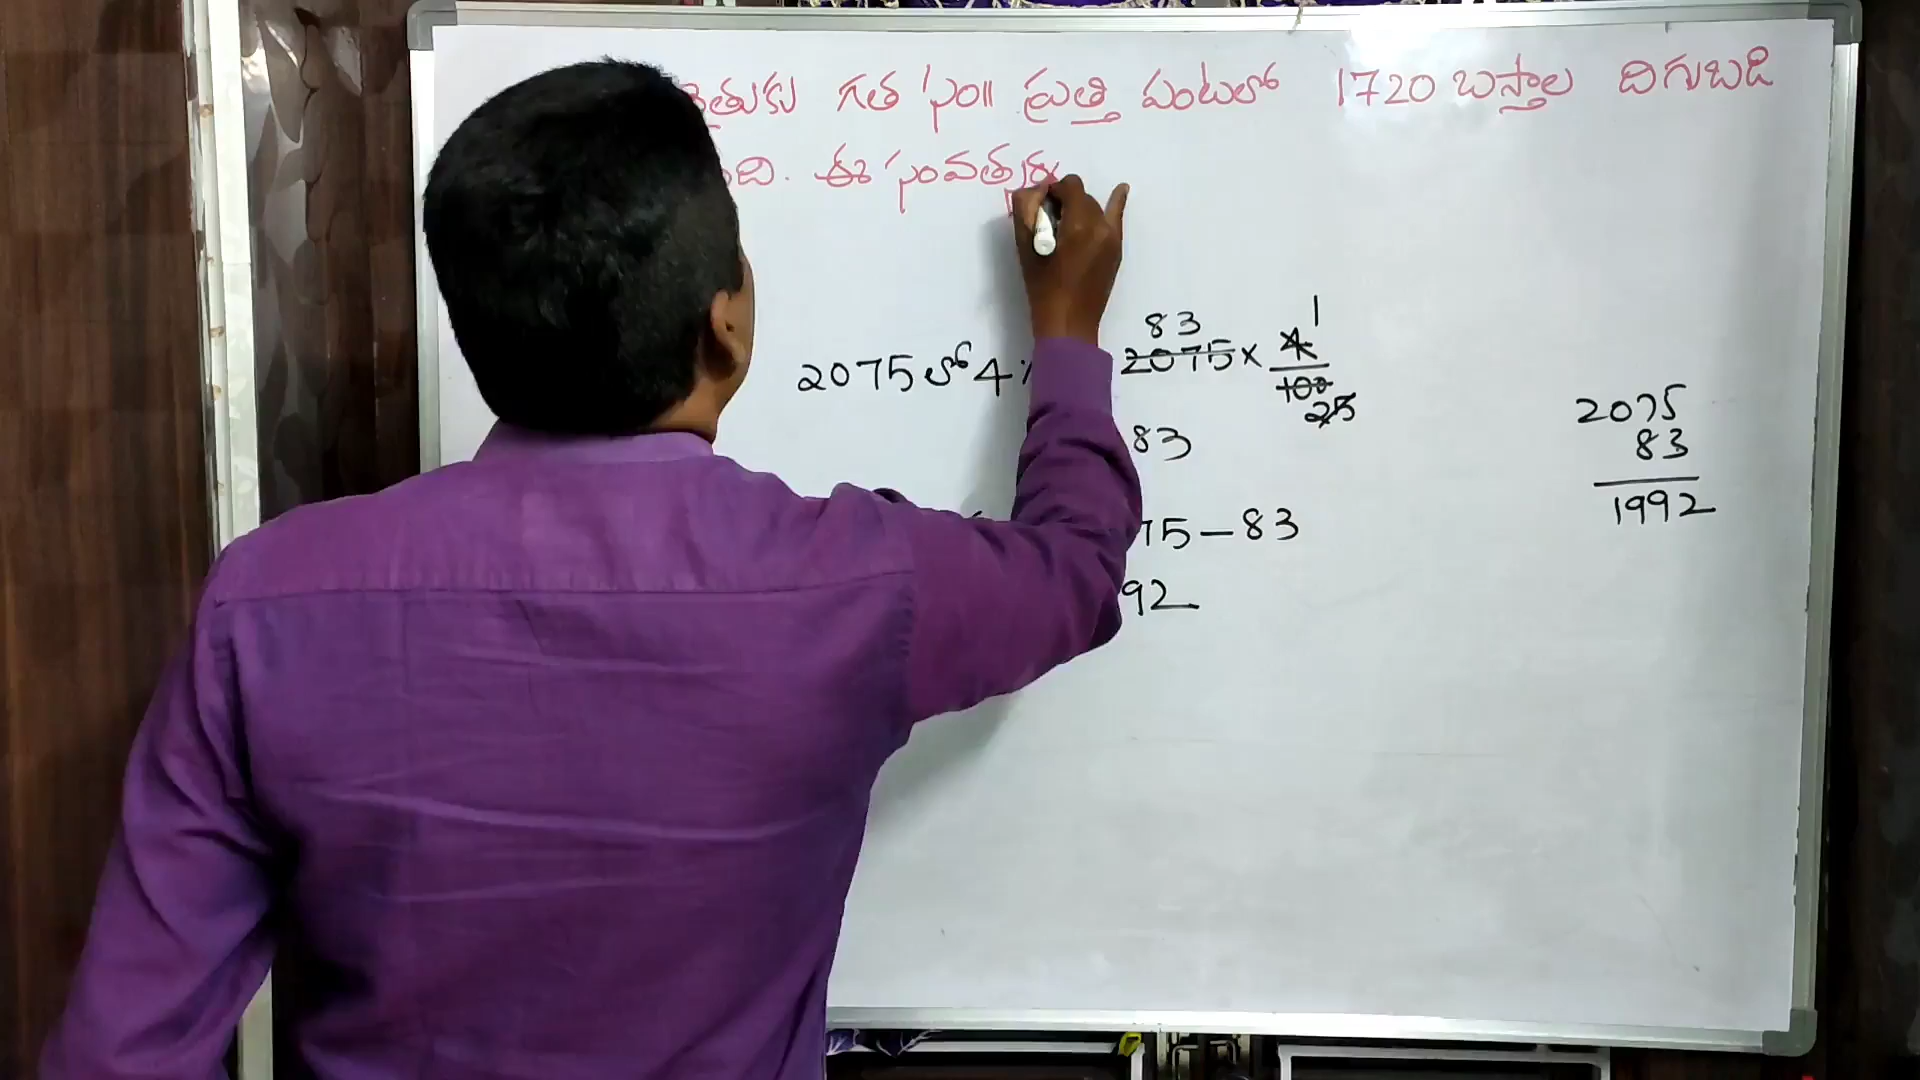 రైతుకు గత సం॥ ప్రత్తి పంటలో 1720 బస్తాల దిగుబడి
ఈ సంవత్సరం
2075 లో 4%
83 1
2075 × 4
100
25
83
75 – 83
92
2075
83
1992